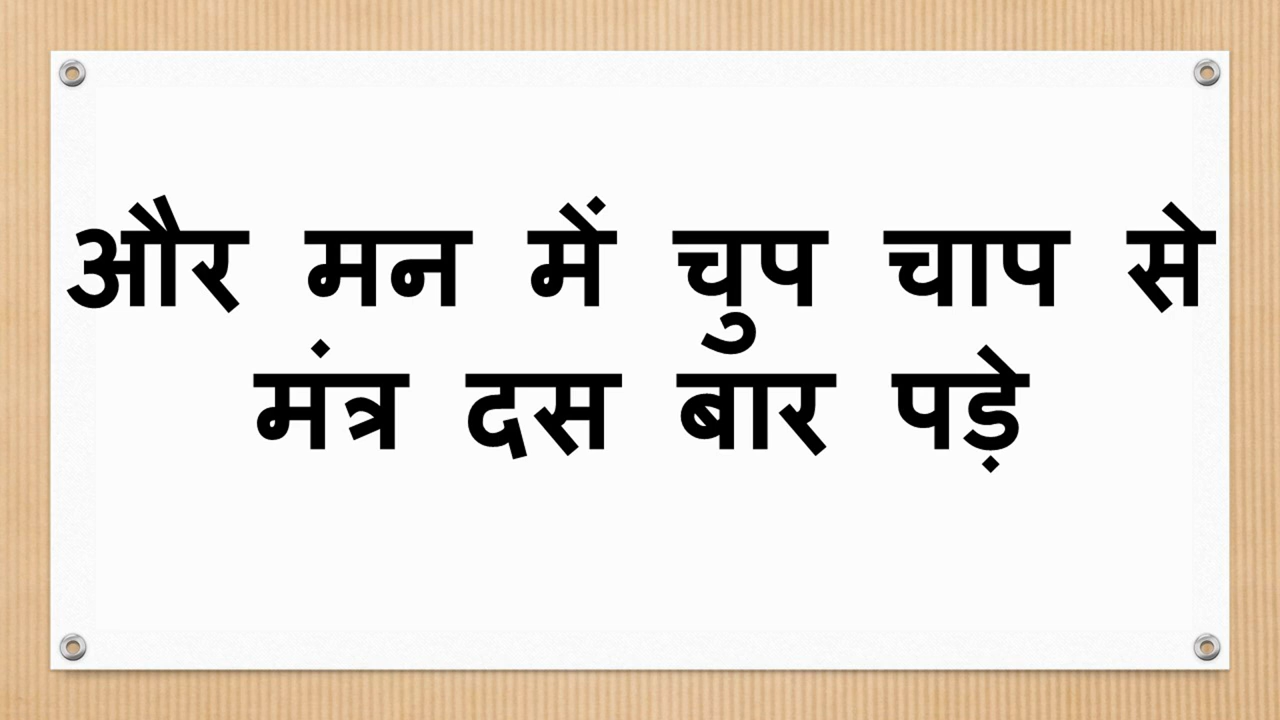 और मन में चुप चाप से
मंत्र दस बार पड़े